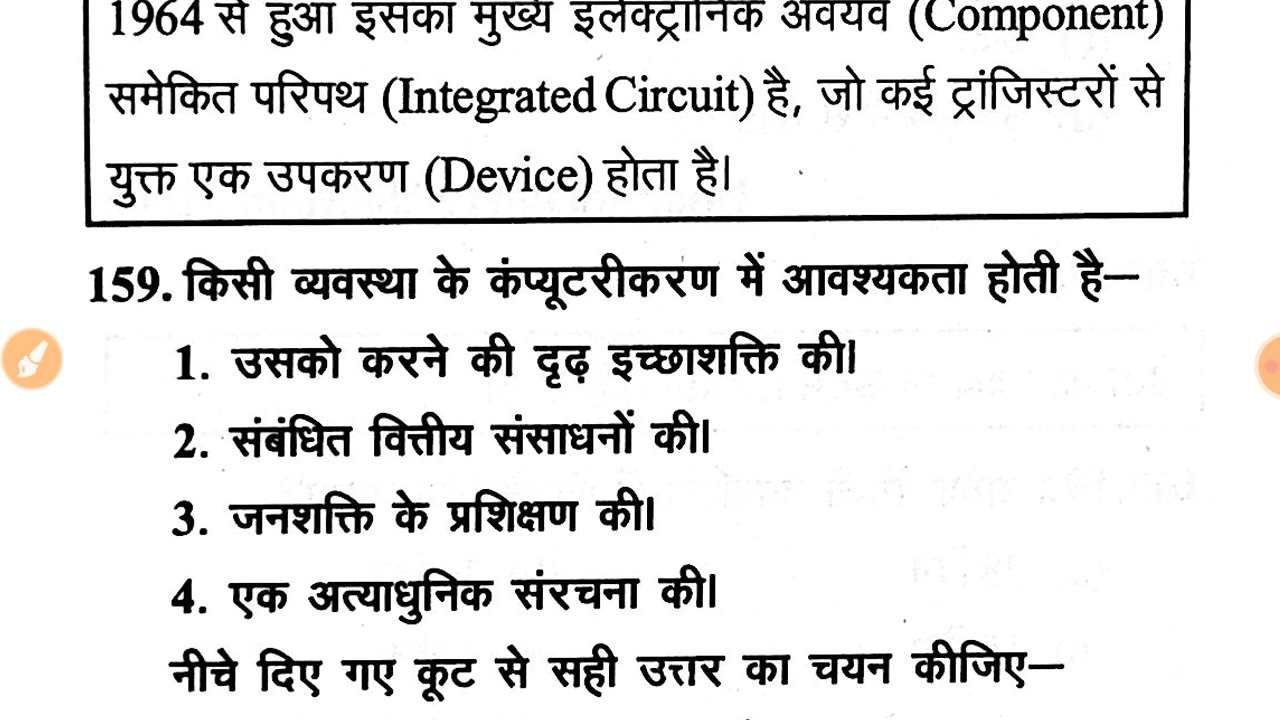 1964 से हुआ इसका मुख्य इलेक्ट्रॉनिक अवयव (Component)
समेकित परिपथ (Integrated Circuit) है, जो कई ट्रांजिस्टरों से
युक्त एक उपकरण (Device) होता है।
159. किसी व्यवस्था के कंप्यूटरीकरण में आवश्यकता होती है—
1. उसको करने की दृढ़ इच्छाशक्ति की।
2. संबंधित वित्तीय संसाधनों की।
3. जनशक्ति के प्रशिक्षण की।
4. एक अत्याधुनिक संरचना की।
नीचे दिए गए कूट से सही उत्तर का चयन कीजिए—